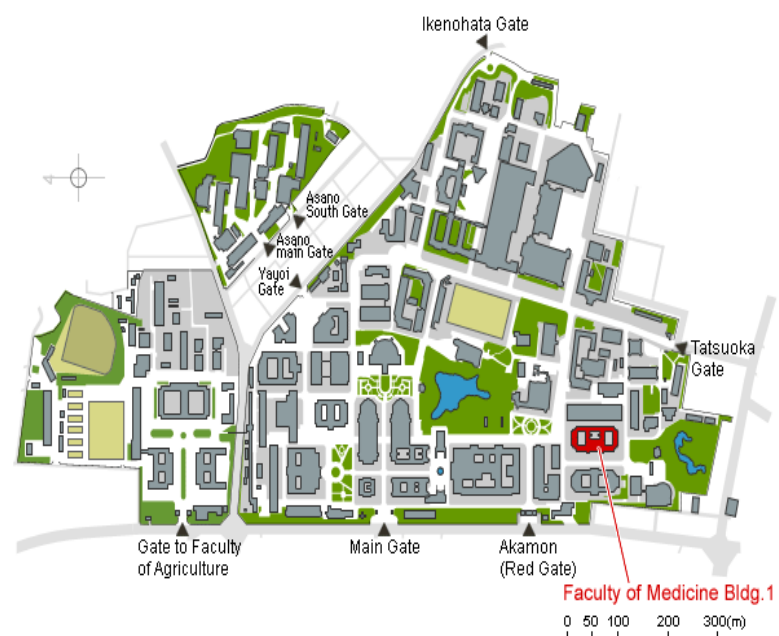 Ikenohata Gate
Asano
South Gate
Asano
main Gate
Yayoi
Gate
Tatsuoka
Gate
Gate to Faculty
of Agriculture
Main Gate
Akamon
(Red Gate)
Faculty of Medicine Bldg.1
0 50 100 200 300(m)